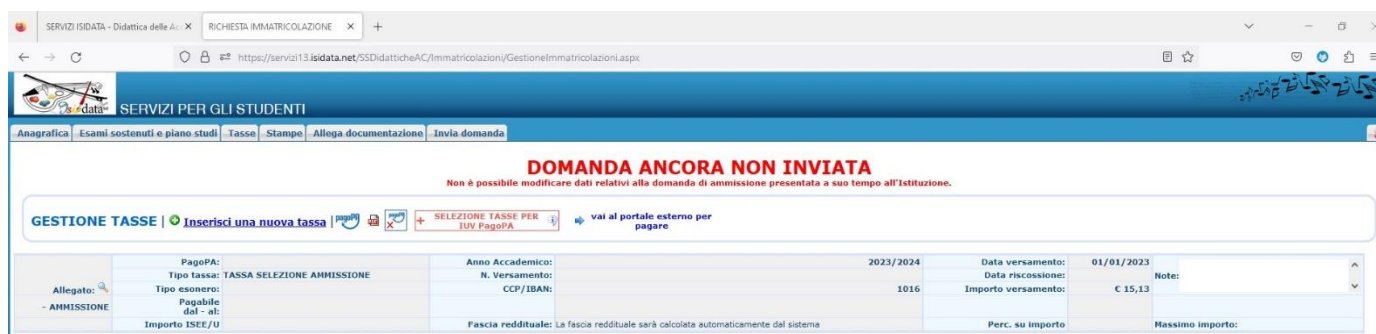 SERVIZI ISIDATA - Didattica delle Ac
RICHIESTA IMMATRICOLAZIONE
https://servizi13.isidata.net/SSDidatticheAC/Immatricolazioni/GestioneImmatricolazioni.aspx
Isidata SERVIZI PER GLI STUDENTI
Anagrafica Esami sostenuti e piano studi Tasse Stampe Allega documentazione Invia domanda
DOMANDA ANCORA NON INVIATA
Non è possibile modificare dati relativi alla domanda di ammissione presentata a suo tempo all'Istituzione.
GESTIONE TASSE | Inserisci una nuova tassa | pagoPA + SELEZIONE TASSE PER IUV PagoPA vai al portale esterno per pagare
PagoPA: Anno Accademico: 2023/2024 Data versamento: 01/01/2023
Tipo tassa: TASSA SELEZIONE AMMISSIONE N. Versamento: Data riscossione: Note:
Allegato: Tipo esonero: CCP/IBAN: 1016 Importo versamento: € 15,13
- AMMISSIONE Pagabile dal - al:
Importo ISEE/U Fascia reddituale: La fascia reddituale sarà calcolata automaticamente dal sistema Perc. su importo Massimo importo: